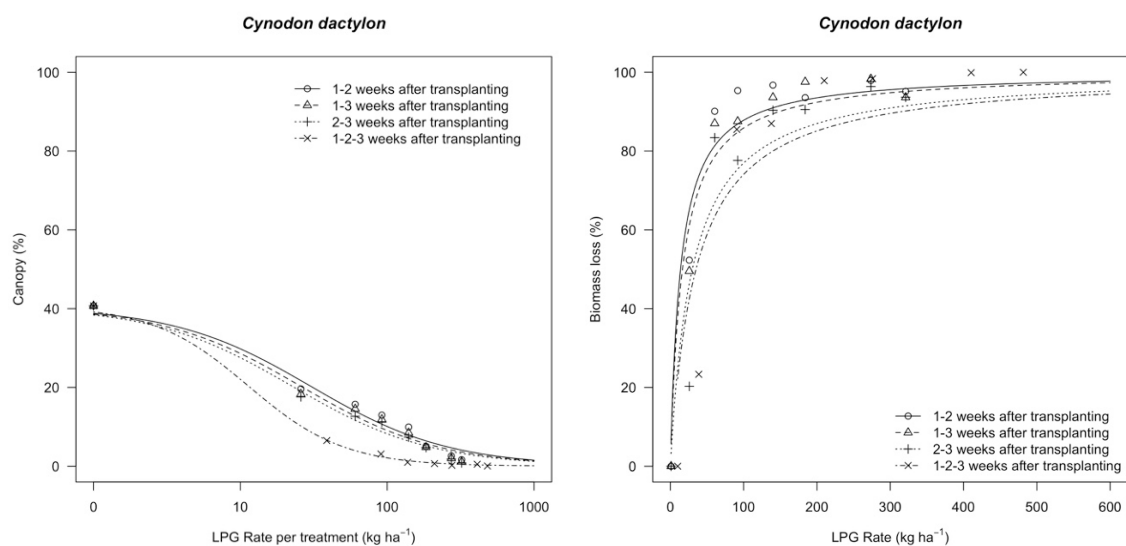 Cynodon dactylon
100
80
60
40
20
0
Canopy (%)
1-2 weeks after transplanting
1-3 weeks after transplanting
2-3 weeks after transplanting
1-2-3 weeks after transplanting
0 10 100 1000
LPG Rate per treatment (kg ha⁻¹)
Cynodon dactylon
100
80
60
40
20
0
Biomass loss (%)
1-2 weeks after transplanting
1-3 weeks after transplanting
2-3 weeks after transplanting
1-2-3 weeks after transplanting
0 100 200 300 400 500 600
LPG Rate (kg ha⁻¹)